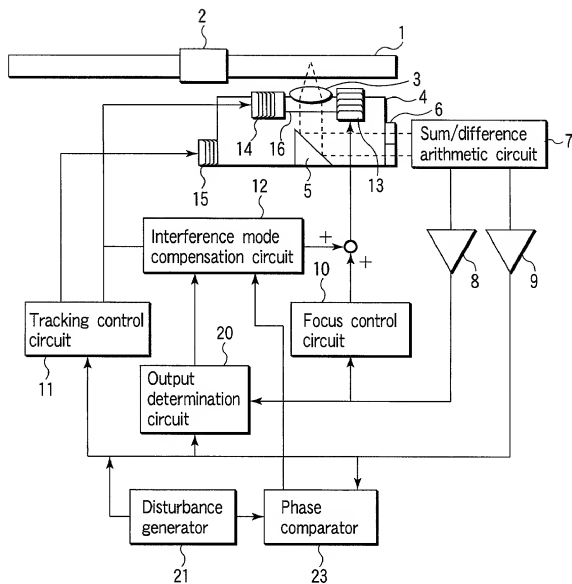 2
1
3
4
6
Sum/difference
arithmetic circuit
7
14
16
13
15
5
12
Interference mode
compensation circuit
+
+
8
9
10
Tracking control
circuit
11
20
Focus control
circuit
Output
determination
circuit
Disturbance
generator
21
Phase
comparator
23